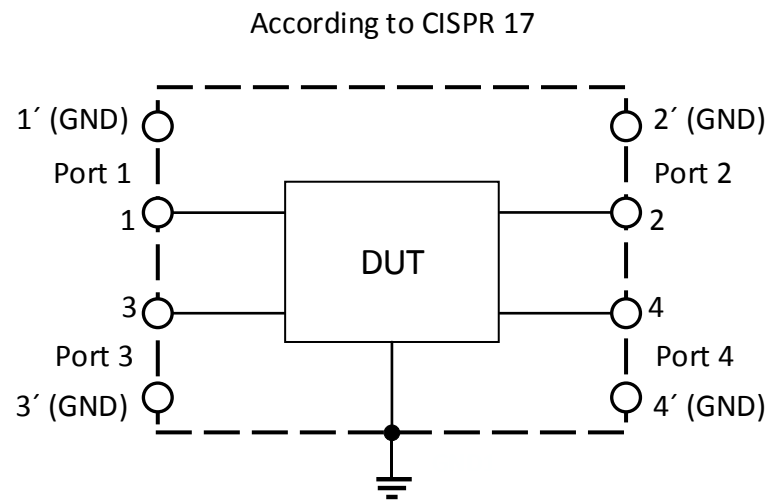 According to CISPR 17
1´ (GND)
2´ (GND)
Port 1
Port 2
1
2
DUT
3
4
Port 3
Port 4
3´ (GND)
4´ (GND)